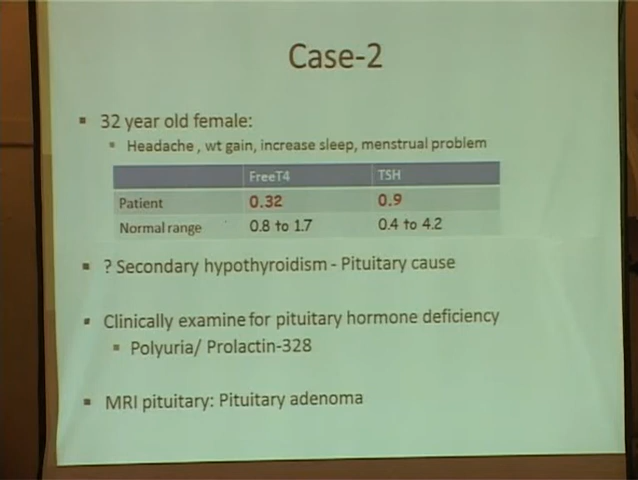 Case-2
32 year old female:
Headache , wt gain, increase sleep, menstrual problem
FreeT4 TSH
Patient 0.32 0.9
Normal range 0.8 to 1.7 0.4 to 4.2
? Secondary hypothyroidism - Pituitary cause
Clinically examine for pituitary hormone deficiency
Polyuria/ Prolactin-328
MRI pituitary: Pituitary adenoma